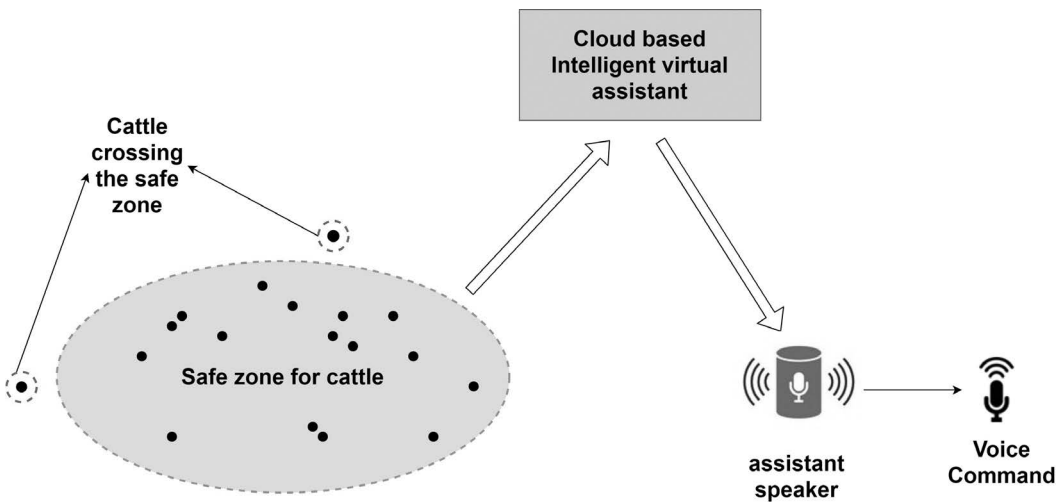 Cloud based
Intelligent virtual
assistant
Cattle
crossing
the safe
zone
Safe zone for cattle
assistant
speaker
Voice
Command